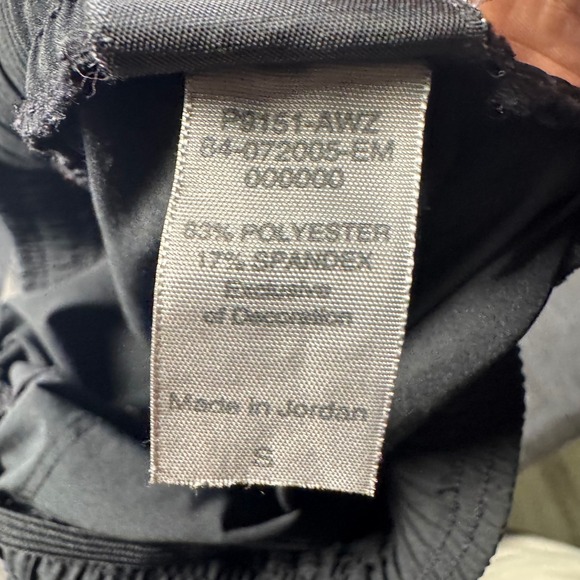 P9151-AWZ
84-072005-EM
000000
83% POLYESTER
17% SPANDEX
Exclusive
of Decoration
Made in Jordan
S